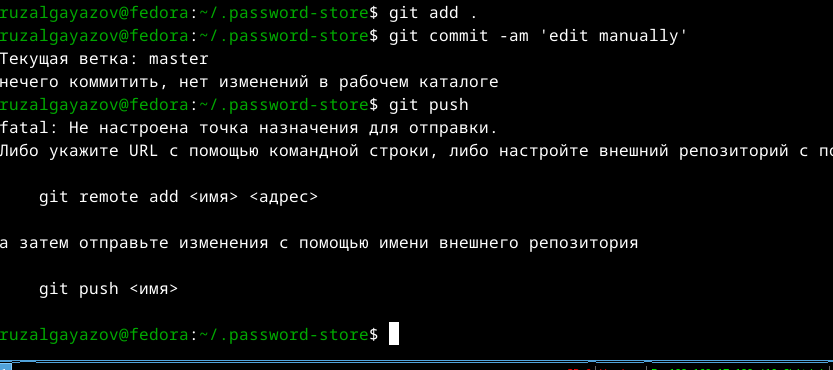 ruzalgayazov@fedora:~/.password-store$ git add .
ruzalgayazov@fedora:~/.password-store$ git commit -am 'edit manually'
Текущая ветка: master
нечего коммитить, нет изменений в рабочем каталоге
ruzalgayazov@fedora:~/.password-store$ git push
fatal: Не настроена точка назначения для отправки.
Либо укажите URL с помощью командной строки, либо настройте внешний репозиторий с по
git remote add <имя> <адрес>
а затем отправьте изменения с помощью имени внешнего репозитория
git push <имя>
ruzalgayazov@fedora:~/.password-store$